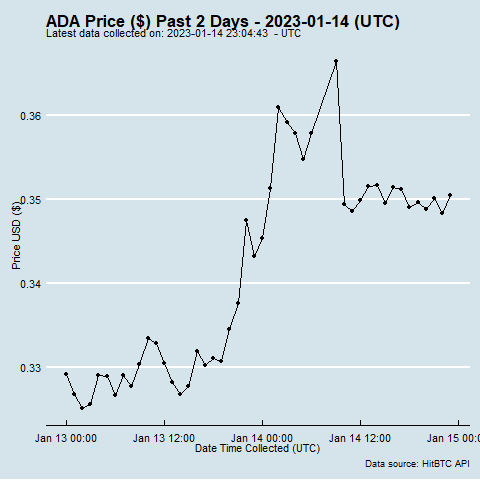 ADA Price ($) Past 2 Days - 2023-01-14 (UTC)
Latest data collected on: 2023-01-14 23:04:43 - UTC
Price USD ($)
0.36
0.35
0.34
0.33
Jan 13 00:00 Jan 13 12:00 Jan 14 00:00 Jan 14 12:00 Jan 15 00:
Date Time Collected (UTC)
Data source: HitBTC API